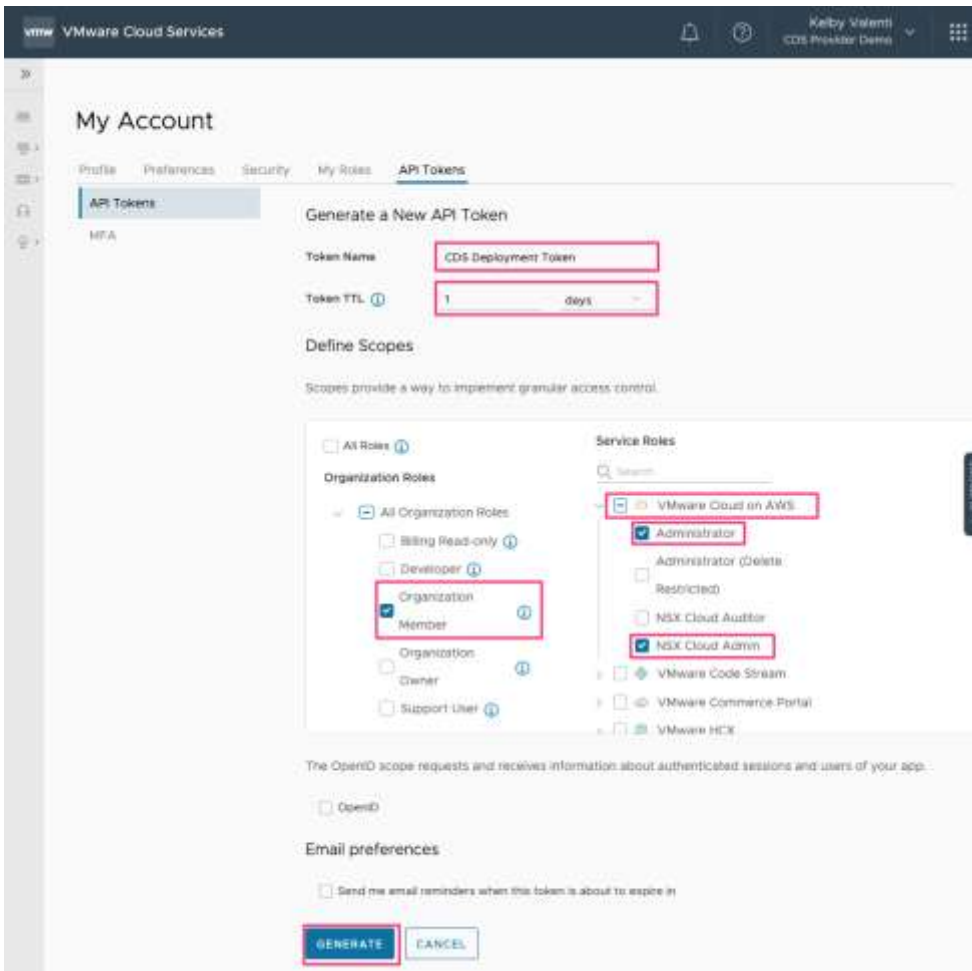 vmw VMware Cloud Services
Kelby Valenti
CDS Provider Demo
My Account
Profile Preferences Security My Roles API Tokens
API Tokens
MFA
Generate a New API Token
Token Name CDS Deployment Token
Token TTL 1 days
Define Scopes
Scopes provide a way to implement granular access control.
All Roles
Organization Roles
All Organization Roles
Billing Read-only
Developer
Organization
Member
Organization
Owner
Support User
Service Roles
Search
VMware Cloud on AWS
Administrator
Administrator (Delete
Restricted)
NSX Cloud Auditor
NSX Cloud Admin
VMware Code Stream
VMware Commerce Portal
VMware HCX
The OpenID scope requests and receives information about authenticated sessions and users of your app.
OpenID
Email preferences
Send me email reminders when this token is about to expire in
GENERATE CANCEL